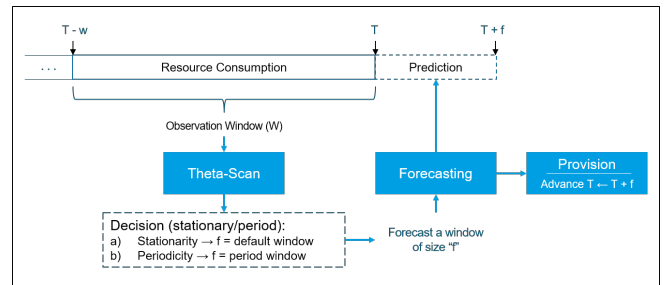 T - w
T
T + f
. . .
Resource Consumption
Prediction
Observation Window (W)
Theta-Scan
Forecasting
Provision
Advance T ← T + f
Decision (stationary/period):
a) Stationarity → f = default window
b) Periodicity → f = period window
Forecast a window
of size “f”